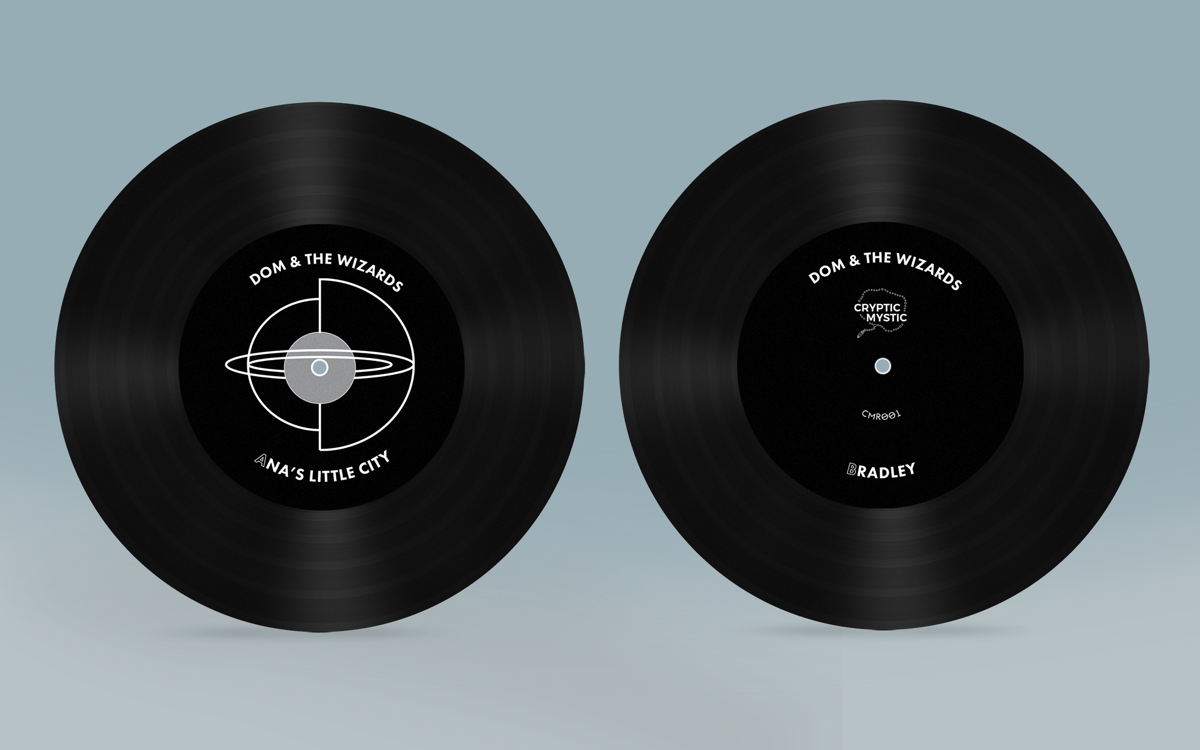 DOM & THE WIZARDS
ANA'S LITTLE CITY
DOM & THE WIZARDS
CRYPTIC
MYSTIC
CMR001
BRADLEY